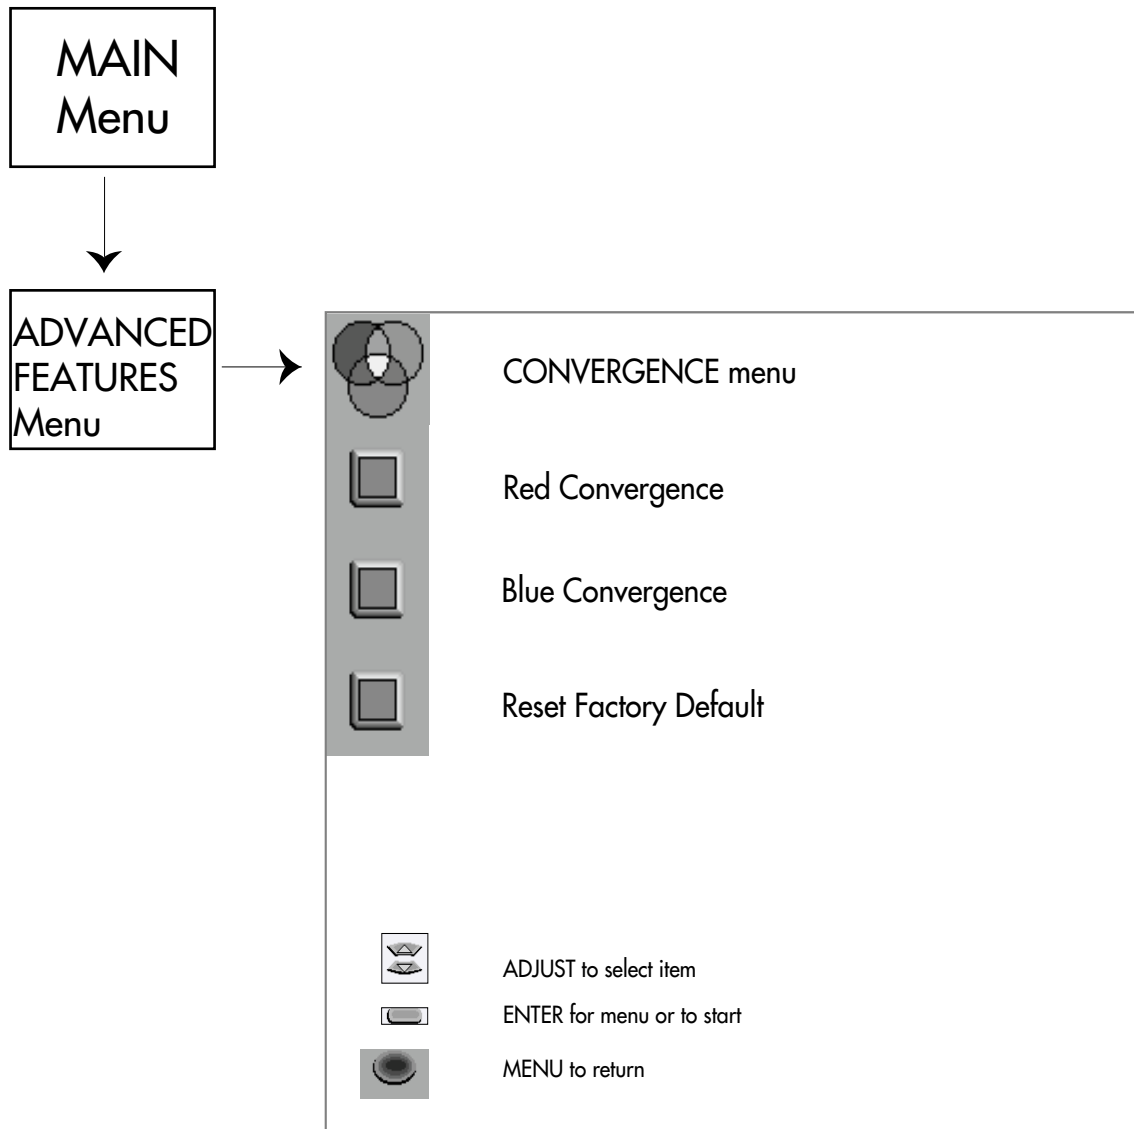 MAIN
Menu
ADVANCED
FEATURES
Menu
CONVERGENCE menu
Red Convergence
Blue Convergence
Reset Factory Default
ADJUST to select item
ENTER for menu or to start
MENU to return